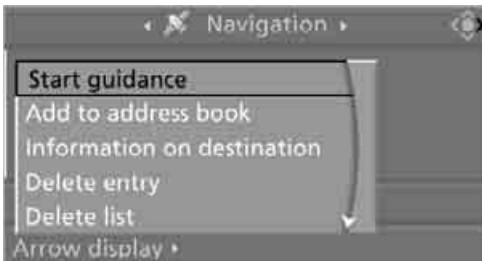 Navigation
Start guidance
Add to address book
Information on destination
Delete entry
Delete list
Arrow display